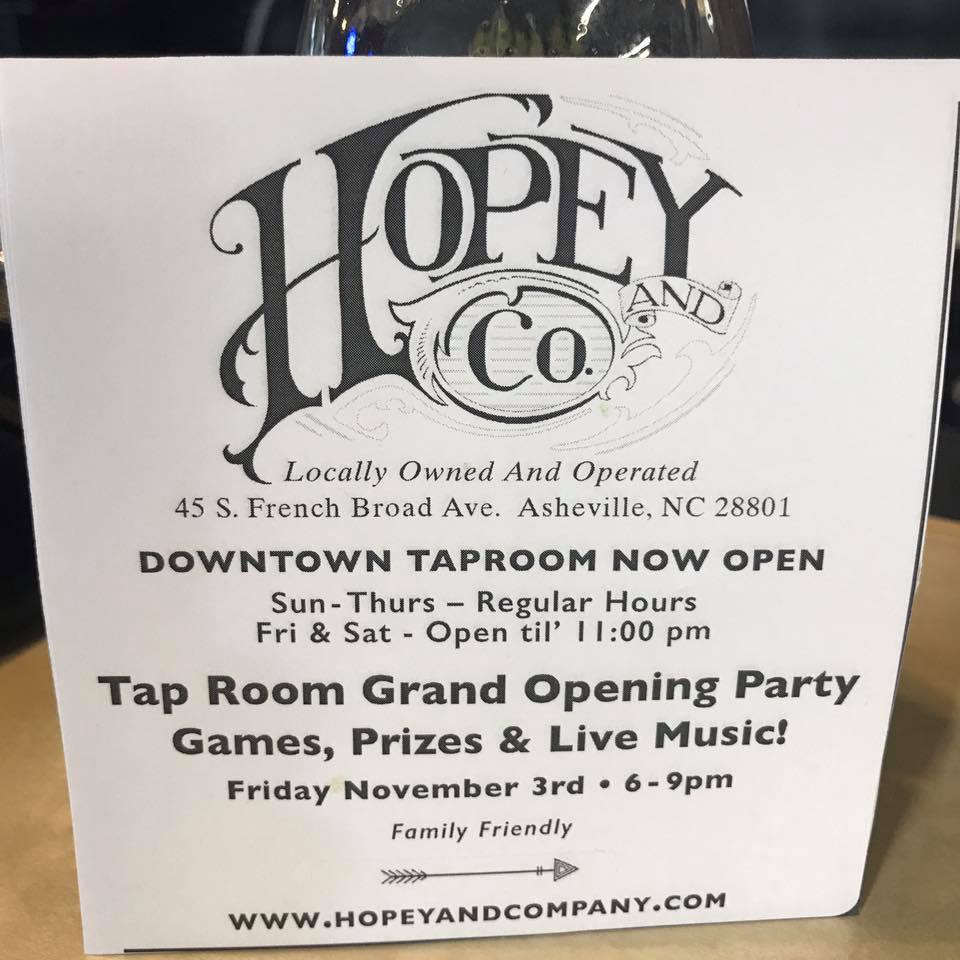 HOPEY
AND
CO.
Locally Owned And Operated
45 S. French Broad Ave. Asheville, NC 28801
DOWNTOWN TAPROOM NOW OPEN
Sun-Thurs – Regular Hours
Fri & Sat - Open til’ 11:00 pm
Tap Room Grand Opening Party
Games, Prizes & Live Music!
Friday November 3rd • 6-9pm
Family Friendly
WWW.HOPEYANDCOMPANY.COM